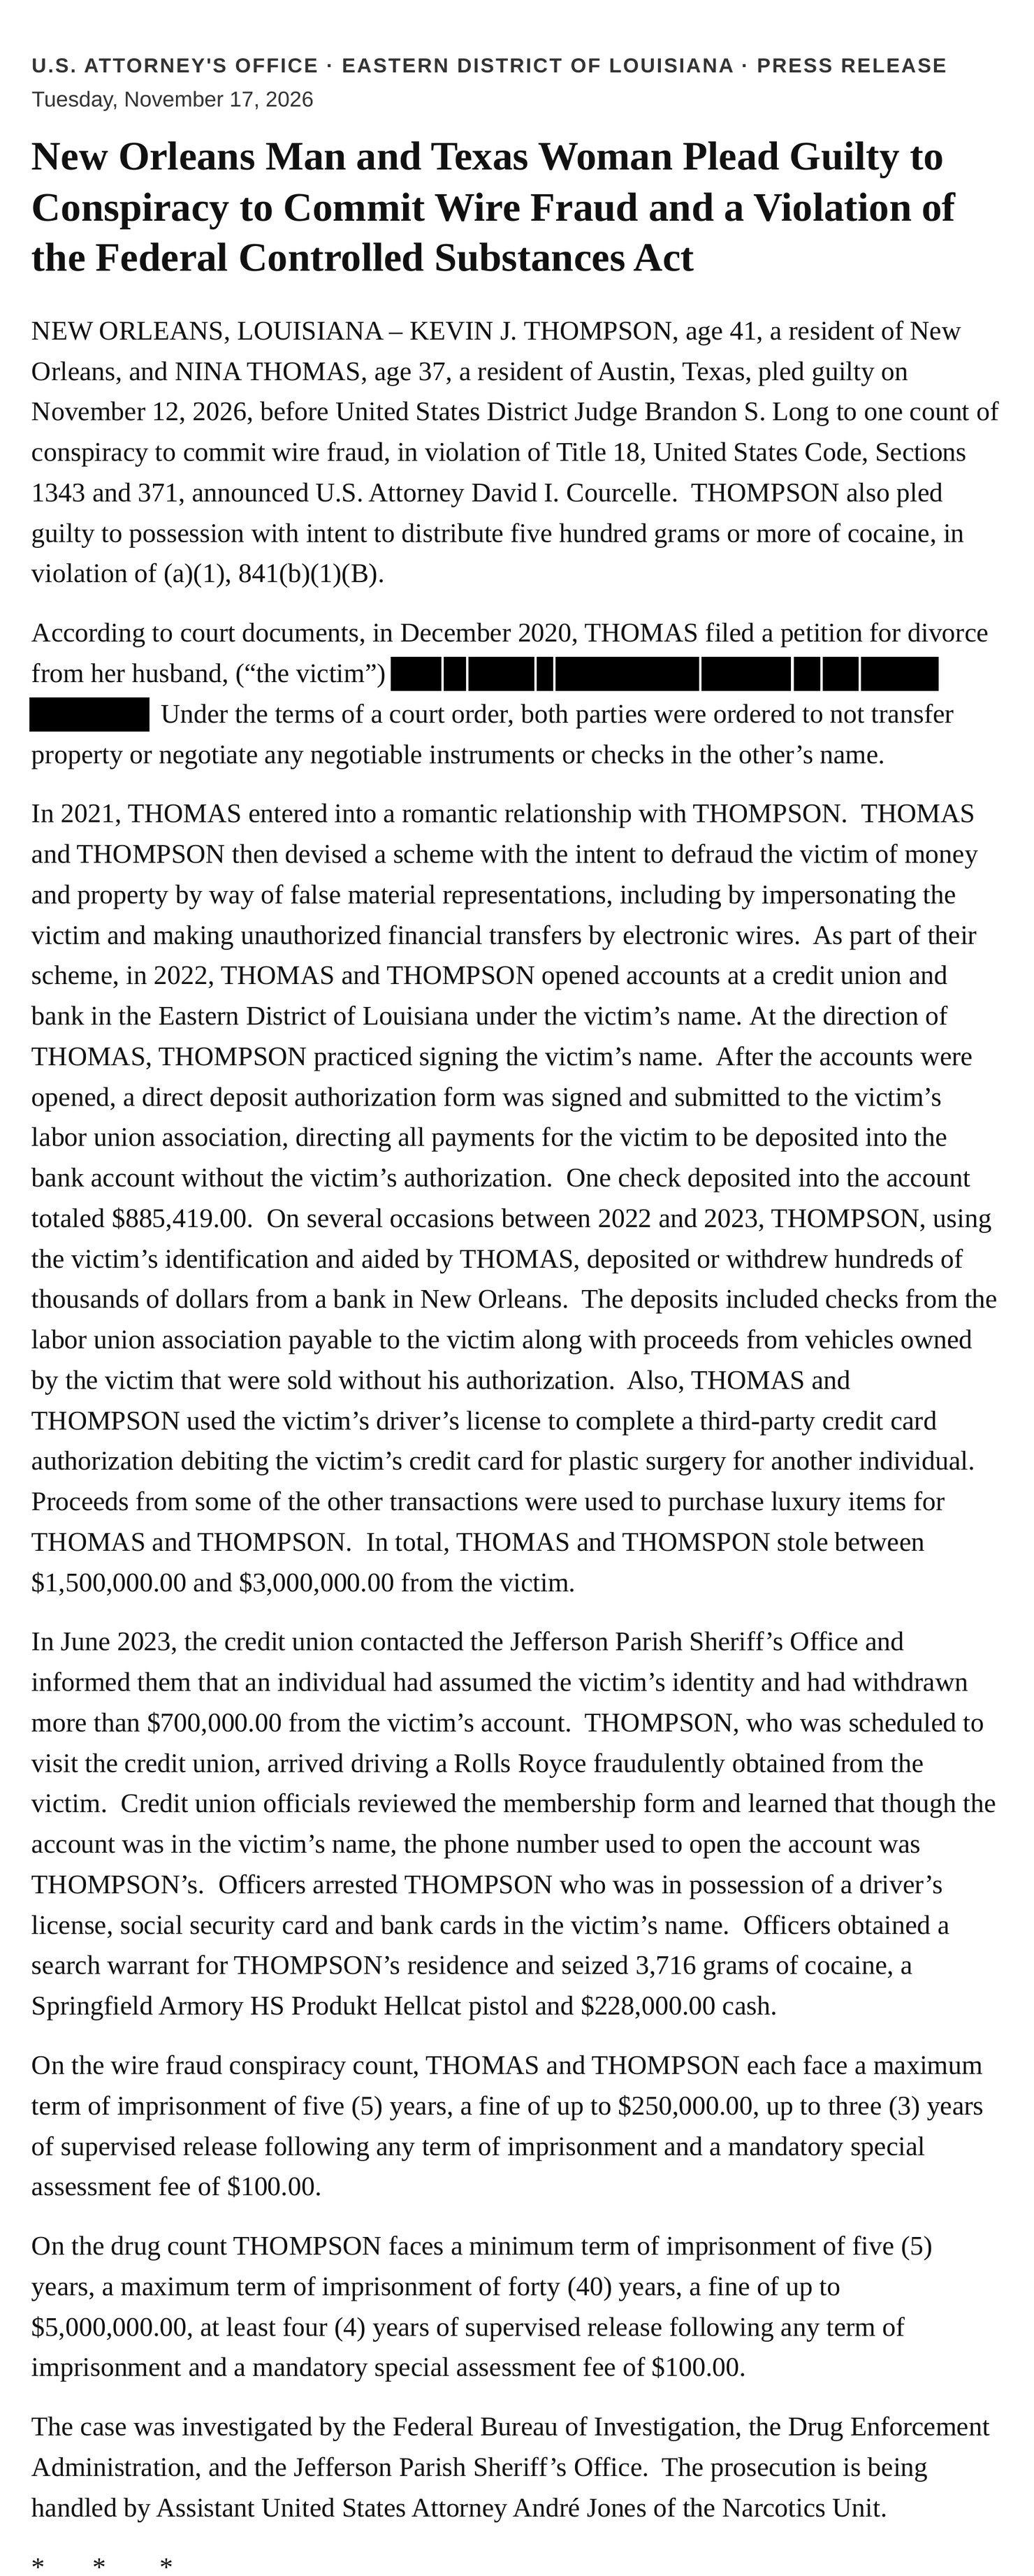 U.S. ATTORNEY'S OFFICE · EASTERN DISTRICT OF LOUISIANA · PRESS RELEASE
Tuesday, November 17, 2026
New Orleans Man and Texas Woman Plead Guilty to
Conspiracy to Commit Wire Fraud and a Violation of
the Federal Controlled Substances Act
NEW ORLEANS, LOUISIANA – KEVIN J. THOMPSON, age 41, a resident of New
Orleans, and NINA THOMAS, age 37, a resident of Austin, Texas, pled guilty on
November 12, 2026, before United States District Judge Brandon S. Long to one count of
conspiracy to commit wire fraud, in violation of Title 18, United States Code, Sections
1343 and 371, announced U.S. Attorney David I. Courcelle.  THOMPSON also pled
guilty to possession with intent to distribute five hundred grams or more of cocaine, in
violation of (a)(1), 841(b)(1)(B).
According to court documents, in December 2020, THOMAS filed a petition for divorce
from her husband, (“the victim”)
Under the terms of a court order, both parties were ordered to not transfer
property or negotiate any negotiable instruments or checks in the other’s name.
In 2021, THOMAS entered into a romantic relationship with THOMPSON.  THOMAS
and THOMPSON then devised a scheme with the intent to defraud the victim of money
and property by way of false material representations, including by impersonating the
victim and making unauthorized financial transfers by electronic wires.  As part of their
scheme, in 2022, THOMAS and THOMPSON opened accounts at a credit union and
bank in the Eastern District of Louisiana under the victim’s name. At the direction of
THOMAS, THOMPSON practiced signing the victim’s name.  After the accounts were
opened, a direct deposit authorization form was signed and submitted to the victim’s
labor union association, directing all payments for the victim to be deposited into the
bank account without the victim’s authorization.  One check deposited into the account
totaled $885,419.00.  On several occasions between 2022 and 2023, THOMPSON, using
the victim’s identification and aided by THOMAS, deposited or withdrew hundreds of
thousands of dollars from a bank in New Orleans.  The deposits included checks from the
labor union association payable to the victim along with proceeds from vehicles owned
by the victim that were sold without his authorization.  Also, THOMAS and
THOMPSON used the victim’s driver’s license to complete a third-party credit card
authorization debiting the victim’s credit card for plastic surgery for another individual.
Proceeds from some of the other transactions were used to purchase luxury items for
THOMAS and THOMPSON.  In total, THOMAS and THOMSPON stole between
$1,500,000.00 and $3,000,000.00 from the victim.
In June 2023, the credit union contacted the Jefferson Parish Sheriff’s Office and
informed them that an individual had assumed the victim’s identity and had withdrawn
more than $700,000.00 from the victim’s account.  THOMPSON, who was scheduled to
visit the credit union, arrived driving a Rolls Royce fraudulently obtained from the
victim.  Credit union officials reviewed the membership form and learned that though the
account was in the victim’s name, the phone number used to open the account was
THOMPSON’s.  Officers arrested THOMPSON who was in possession of a driver’s
license, social security card and bank cards in the victim’s name.  Officers obtained a
search warrant for THOMPSON’s residence and seized 3,716 grams of cocaine, a
Springfield Armory HS Produkt Hellcat pistol and $228,000.00 cash.
On the wire fraud conspiracy count, THOMAS and THOMPSON each face a maximum
term of imprisonment of five (5) years, a fine of up to $250,000.00, up to three (3) years
of supervised release following any term of imprisonment and a mandatory special
assessment fee of $100.00.
On the drug count THOMPSON faces a minimum term of imprisonment of five (5)
years, a maximum term of imprisonment of forty (40) years, a fine of up to
$5,000,000.00, at least four (4) years of supervised release following any term of
imprisonment and a mandatory special assessment fee of $100.00.
The case was investigated by the Federal Bureau of Investigation, the Drug Enforcement
Administration, and the Jefferson Parish Sheriff’s Office.  The prosecution is being
handled by Assistant United States Attorney André Jones of the Narcotics Unit.
* * *